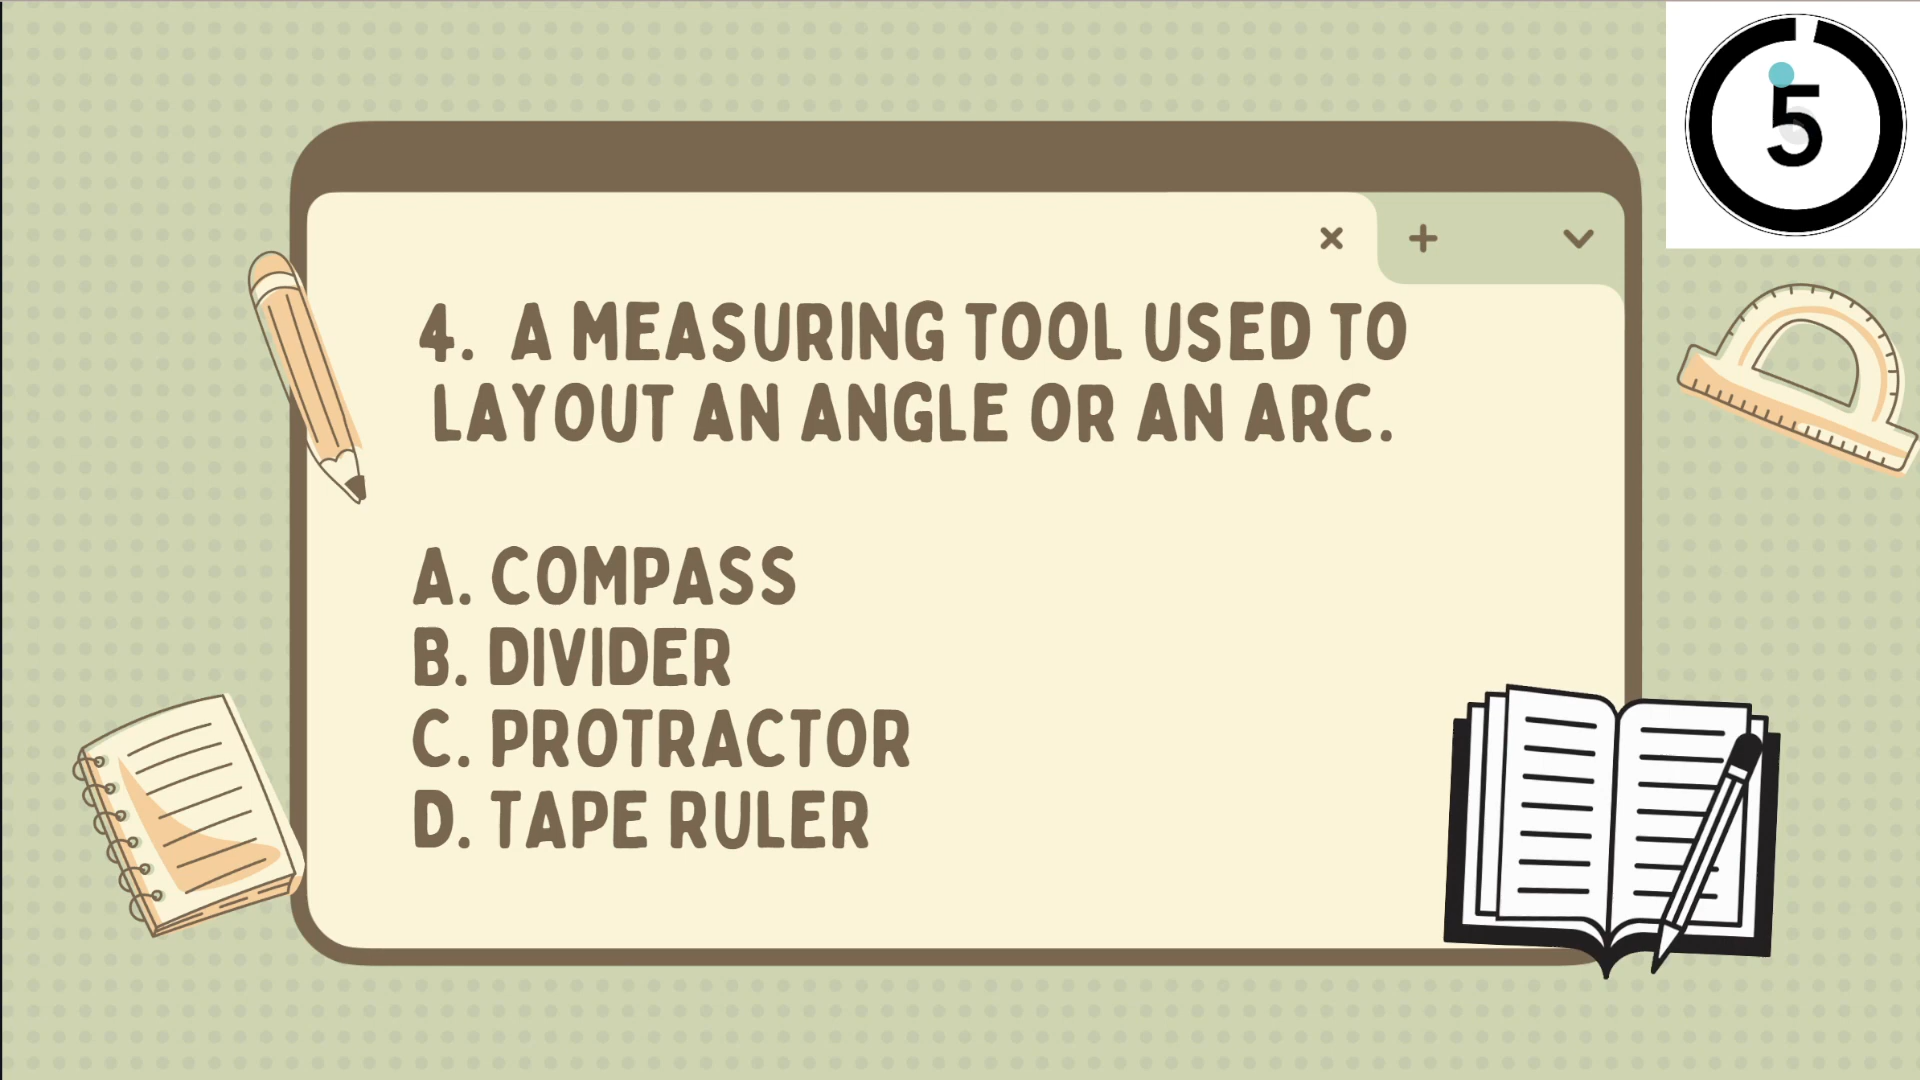 5
4. A MEASURING TOOL USED TO
LAYOUT AN ANGLE OR AN ARC.
A. COMPASS
B. DIVIDER
C. PROTRACTOR
D. TAPE RULER